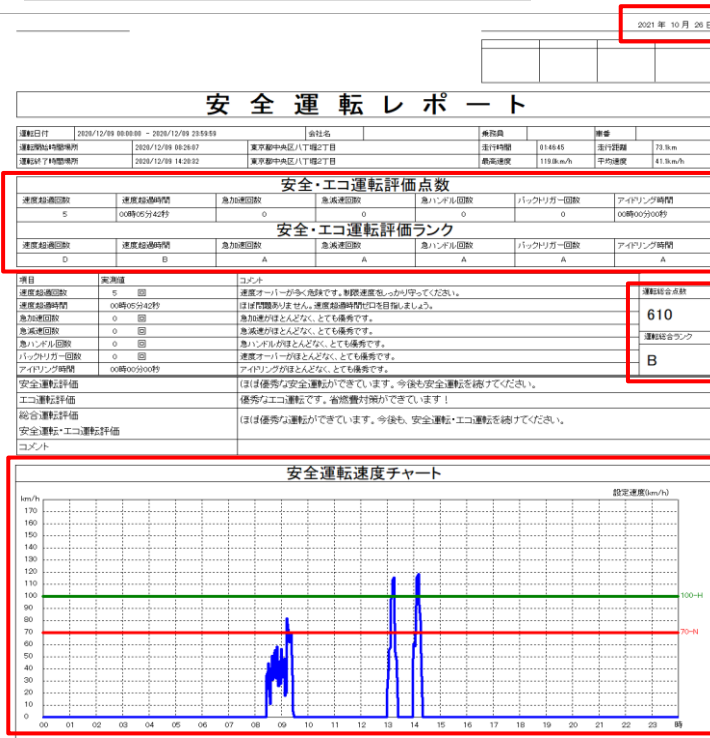 2021 年 10 月 26日
安 全 運 転 レ ポ ー ト
運転日付 2020/12/09 00:00:00 - 2020/12/09 23:59:59 会社名 乗務員 車番
運転開始時間場所 2020/12/09 08:26:07 東京都中央区八丁堀2丁目 走行時間 01:46:45 走行距離 73.1km
運転終了時間場所 2020/12/09 14:20:32 東京都中央区八丁堀2丁目 最高速度 119.0km/h 平均速度 41.1km/h
安全・エコ運転評価点数
速度超過回数 速度超過時間 急加速回数 急減速回数 急ハンドル回数 バックトリガー回数 アイドリング時間
5 00時05分42秒 0 0 0 0 00時00分00秒
安全・エコ運転評価ランク
速度超過回数 速度超過時間 急加速回数 急減速回数 急ハンドル回数 バックトリガー回数 アイドリング時間
D B A A A A A
項目 実測値 コメント 運転総合点数
速度超過回数 5 回 速度オーバーが多く危険です。制限速度をしっかり守ってください。
速度超過時間 00時05分42秒 ほぼ問題ありません。速度超過時間ゼロを目指しましょう。
急加速回数 0 回 急加速がほとんどなく、とても優秀です。 610
急減速回数 0 回 急減速がほとんどなく、とても優秀です。
急ハンドル回数 0 回 急ハンドルがほとんどなく、とても優秀です。 運転総合ランク
バックトリガー回数 0 回 速度オーバーがほとんどなく、とても優秀です。
アイドリング時間 00時00分00秒 アイドリングがほとんどなく、とても優秀です。 B
安全運転評価 ほぼ優秀な安全運転ができています。今後も安全運転を続けてください。
エコ運転評価 優秀なエコ運転です。省燃費対策ができています！
総合運転評価 ほぼ優秀な運転ができています。今後も、安全運転・エコ運転を続けてください。
安全運転・エコ運転評価
コメント
安全運転速度チャート
km/h 設定速度(km/h)
170
160
150
140
130
120
110
100 100-H
90
80
70 70-N
60
50
40
30
20
10
0
00 01 02 03 04 05 06 07 08 09 10 11 12 13 14 15 16 17 18 19 20 21 22 23 時